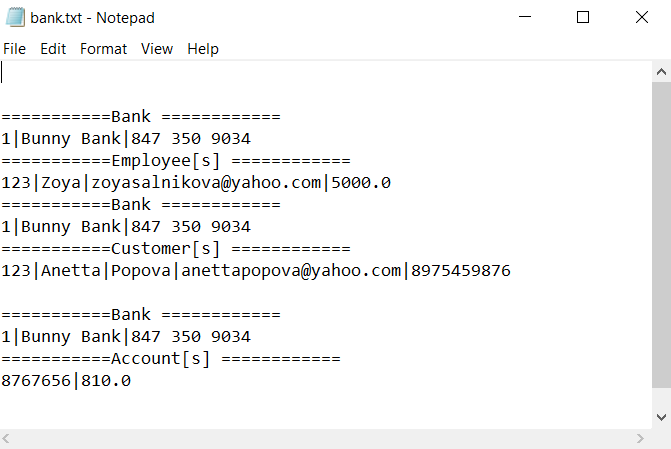 bank.txt - Notepad
File Edit Format View Help
===========Bank ============
1|Bunny Bank|847 350 9034
===========Employee[s] ============
123|Zoya|zoyasalnikova@yahoo.com|5000.0
===========Bank ============
1|Bunny Bank|847 350 9034
===========Customer[s] ============
123|Anetta|Popova|anettapopova@yahoo.com|8975459876
===========Bank ============
1|Bunny Bank|847 350 9034
===========Account[s] ============
8767656|810.0